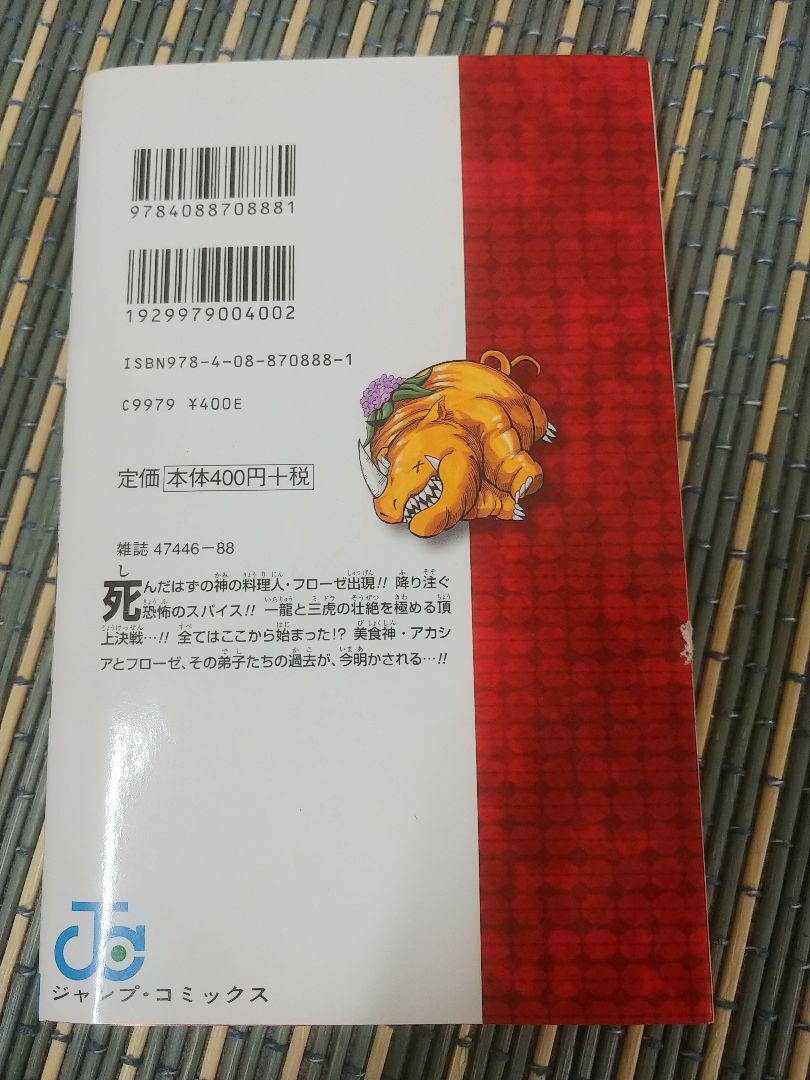 9784088708881
1929979004002
ISBN978-4-08-870888-1
C9979 ¥400E
定価 本体400円+税
雑誌 47446-88
死んだはずの神の料理人・フローゼ出現!! 降り注ぐ
恐怖のスパイス!! 一龍と三虎の壮絶を極める頂
上決戦…!! 全てはここから始まった!? 美食神・アカシ
アとフローゼ、その弟子たちの過去が、今明かされる…!!
ジャンプ・コミックス